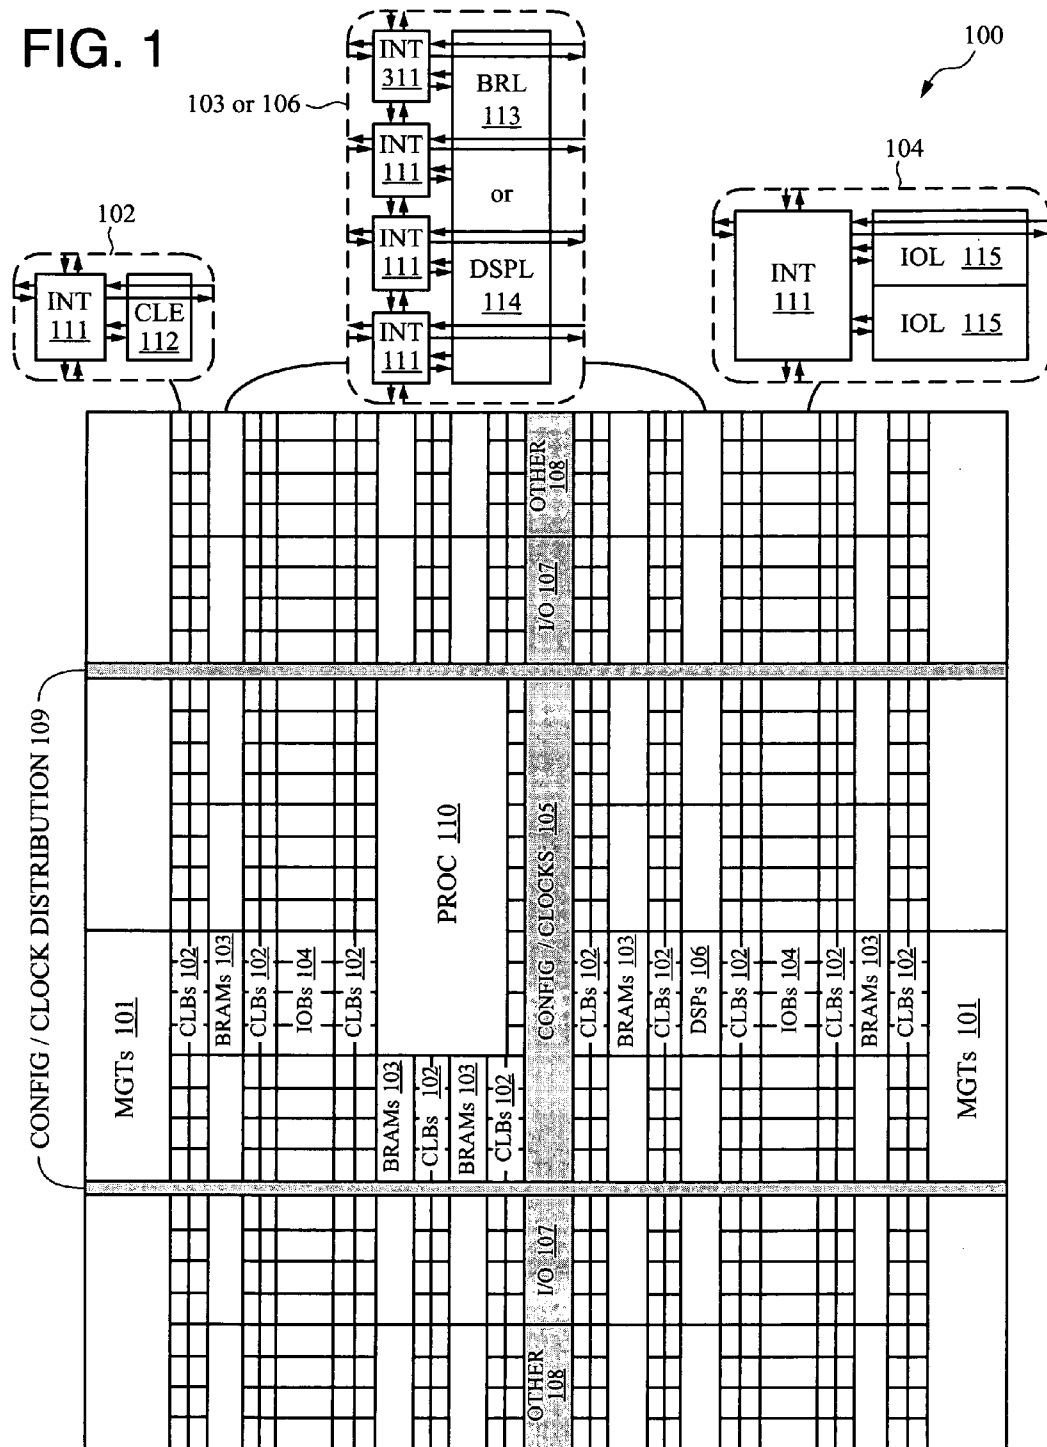 FIG. 1
100
103 or 106
INT
311
BRL
113
INT
111
or
INT
111
DSPL
114
INT
111
102
INT
111
CLE
112
104
INT
111
IOL 115
IOL 115
OTHER
108
I/O 107
CONFIG / CLOCK DISTRIBUTION 109
PROC 110
CONFIG / CLOCKS 105
MGTs 101
CLBs 102
BRAMs 103
CLBs 102
IOBs 104
CLBs 102
CLBs 102
BRAMs 103
CLBs 102
DSPs 106
CLBs 102
IOBs 104
CLBs 102
BRAMs 103
CLBs 102
MGTs 101
BRAMs 103
CLBs 102
BRAMs 103
CLBs 102
I/O 107
OTHER
108